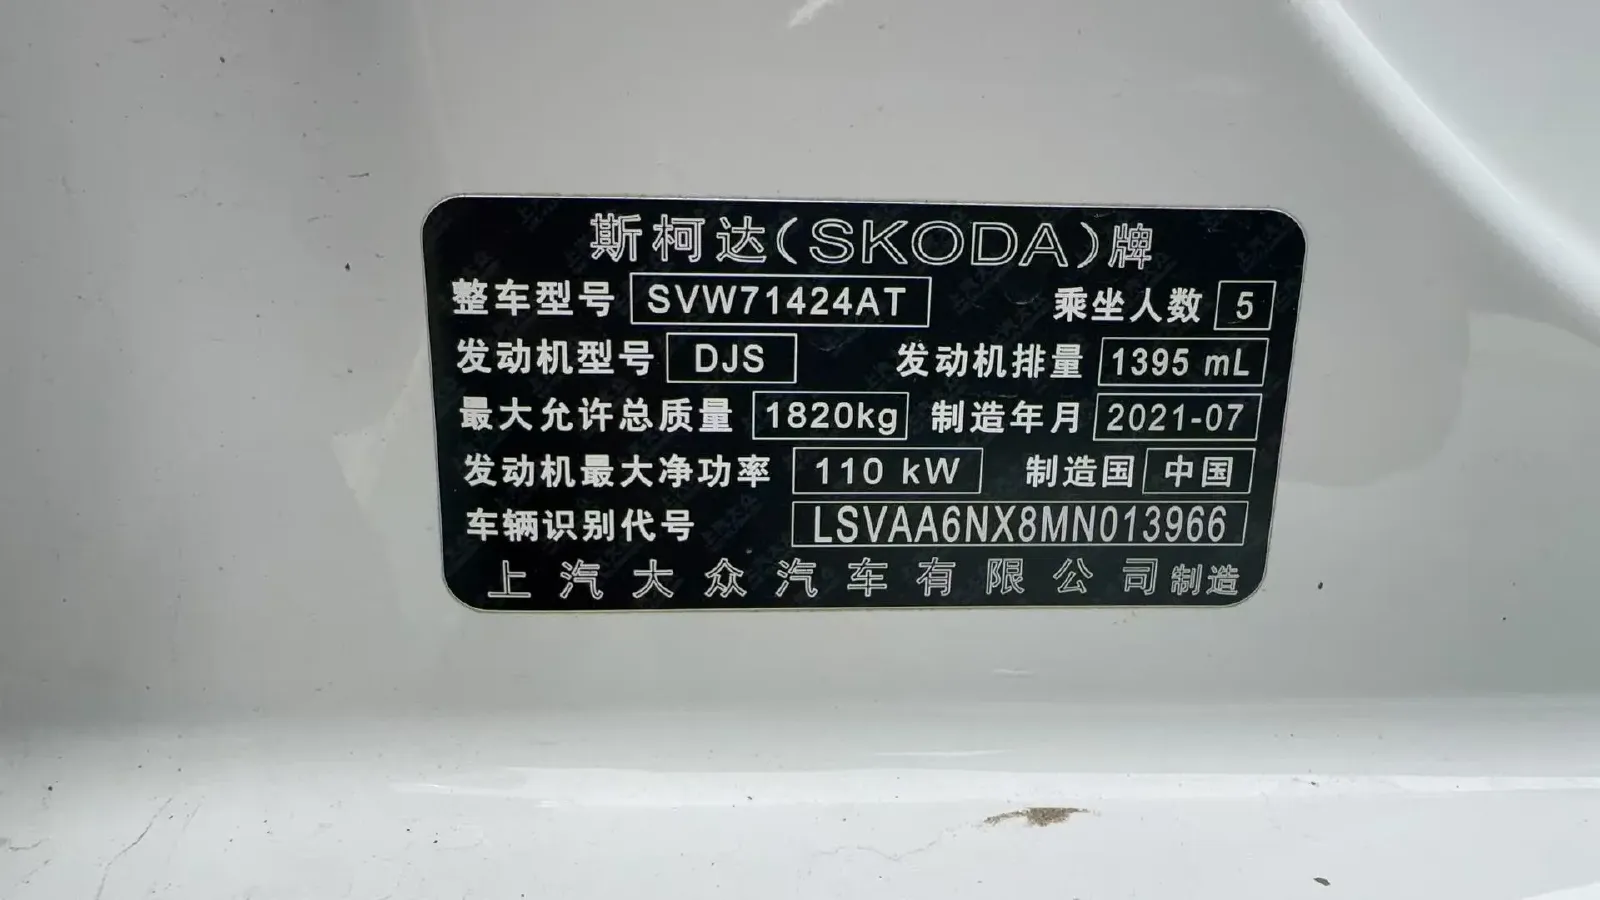 斯柯达(SKODA)牌
整车型号 SVW71424AT 乘坐人数 5
发动机型号 DJS 发动机排量 1395 mL
最大允许总质量 1820kg 制造年月 2021-07
发动机最大净功率 110 kW 制造国 中国
车辆识别代号 LSVAA6NX8MN013966
上汽大众汽车有限公司制造